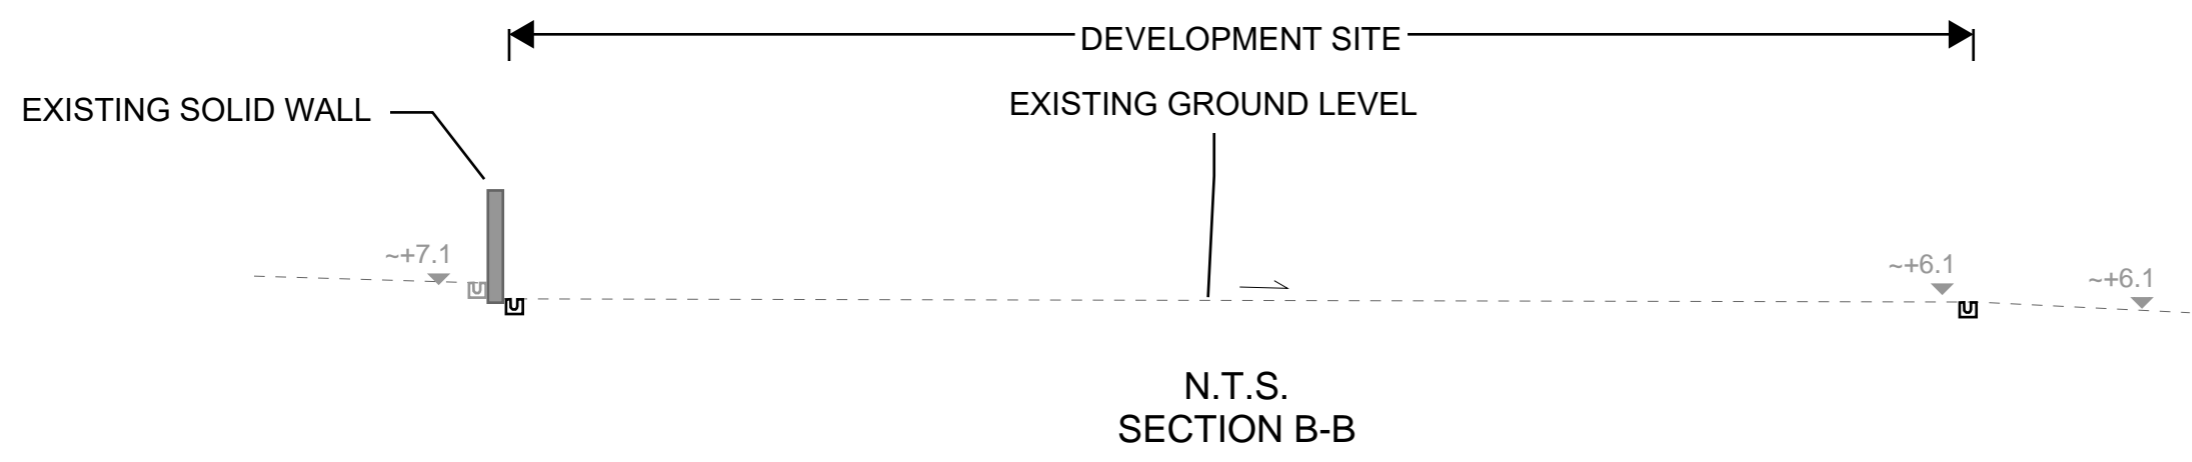 DEVELOPMENT SITE
EXISTING GROUND LEVEL
EXISTING SOLID WALL
~+7.1
~+6.1
~+6.1
N.T.S.
SECTION B-B